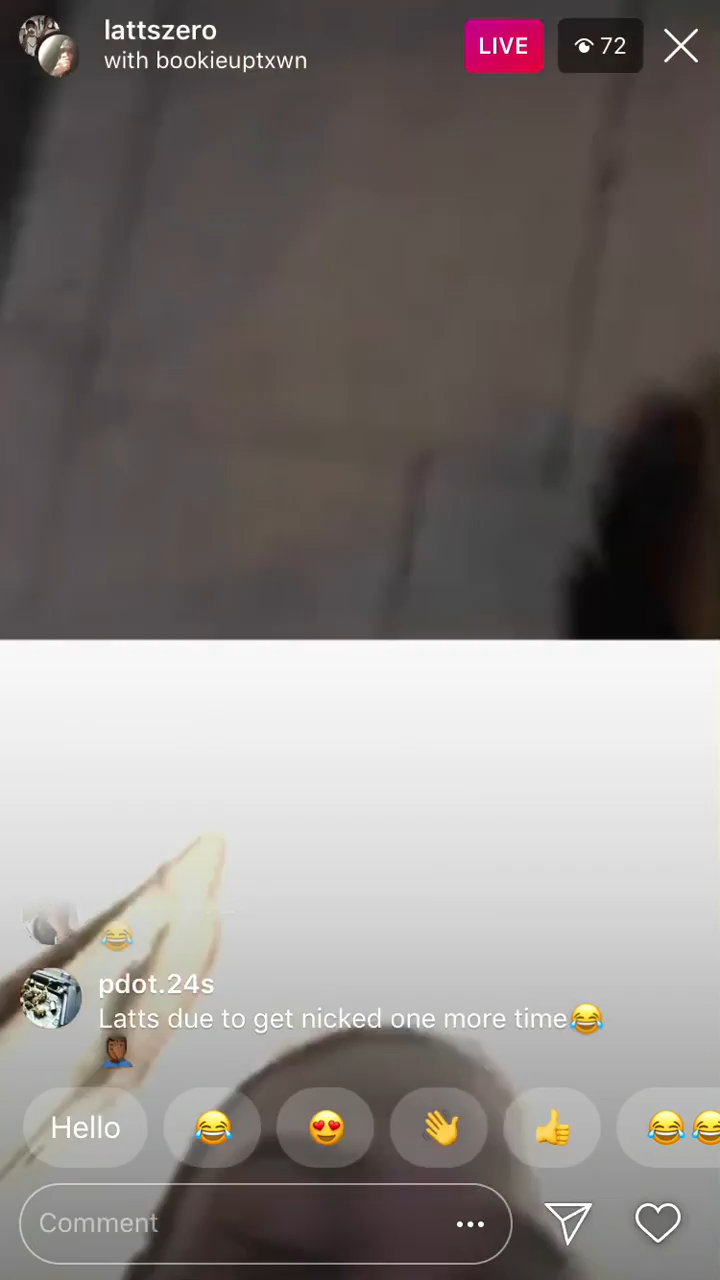 lattszero
with bookieuptxwn
LIVE
72
😂
pdot.24s
Latts due to get nicked one more time😂
🤦🏾‍♂️
Hello 😂 😍 👋 👍 😂😂
Comment